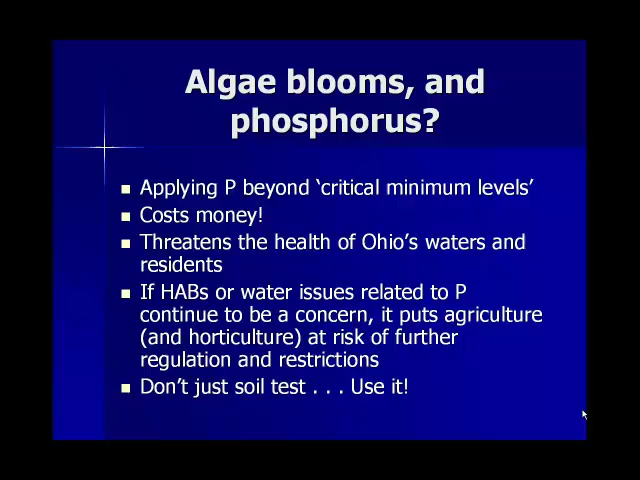 Algae blooms, and
phosphorus?
Applying P beyond ‘critical minimum levels’
Costs money!
Threatens the health of Ohio’s waters and
residents
If HABs or water issues related to P
continue to be a concern, it puts agriculture
(and horticulture) at risk of further
regulation and restrictions
Don’t just soil test . . . Use it!